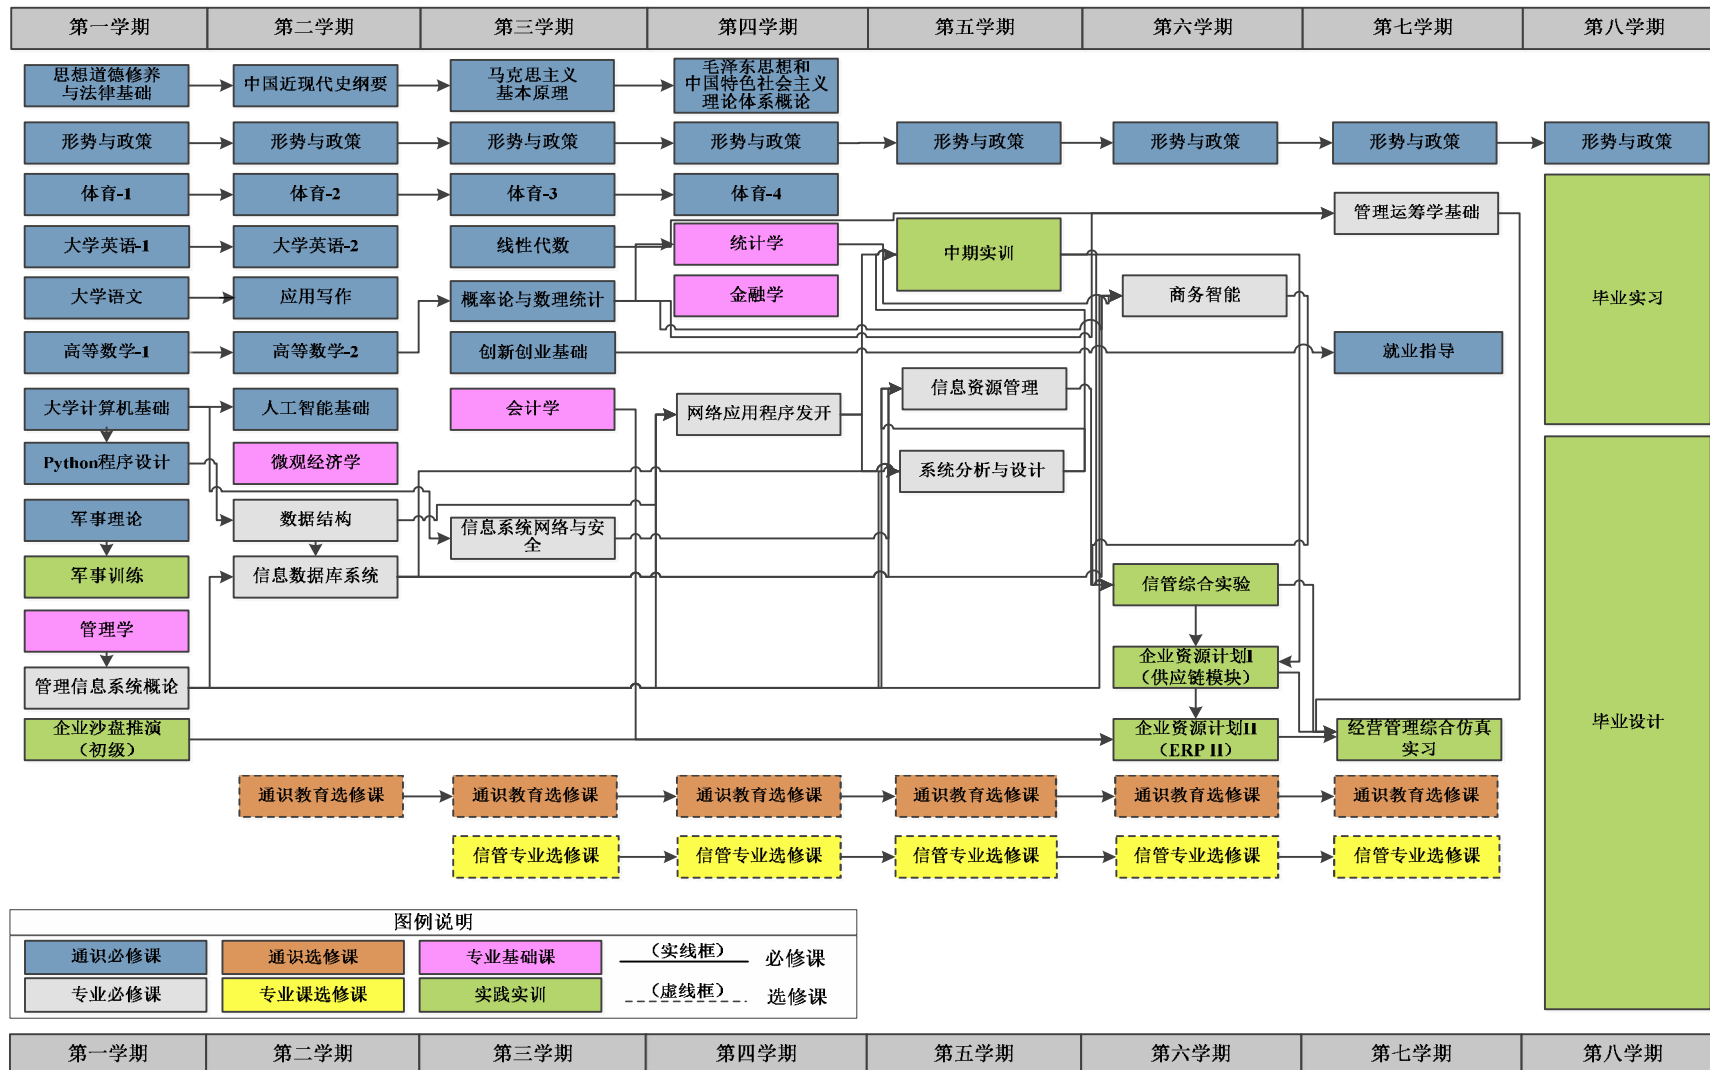 第一学期
第二学期
第三学期
第四学期
第五学期
第六学期
第七学期
第八学期
思想道德修养
与法律基础
中国近现代史纲要
马克思主义
基本原理
毛泽东思想和
中国特色社会主义
理论体系概论
形势与政策
形势与政策
形势与政策
形势与政策
形势与政策
形势与政策
形势与政策
形势与政策
体育-1
体育-2
体育-3
体育-4
管理运筹学基础
大学英语-1
大学英语-2
线性代数
统计学
中期实训
大学语文
应用写作
概率论与数理统计
金融学
商务智能
毕业实习
高等数学-1
高等数学-2
创新创业基础
就业指导
大学计算机基础
人工智能基础
会计学
网络应用程序发开
信息资源管理
Python程序设计
微观经济学
系统分析与设计
军事理论
数据结构
信息系统网络与安
全
军事训练
信息数据库系统
信管综合实验
管理学
管理信息系统概论
企业资源计划I
（供应链模块）
企业沙盘推演
（初级）
企业资源计划II
（ERP II）
经营管理综合仿真
实习
毕业设计
通识教育选修课
通识教育选修课
通识教育选修课
通识教育选修课
通识教育选修课
通识教育选修课
信管专业选修课
信管专业选修课
信管专业选修课
信管专业选修课
信管专业选修课
图例说明
通识必修课
通识选修课
专业基础课
（实线框）
必修课
专业必修课
专业课选修课
实践实训
（虚线框）
选修课
第一学期
第二学期
第三学期
第四学期
第五学期
第六学期
第七学期
第八学期